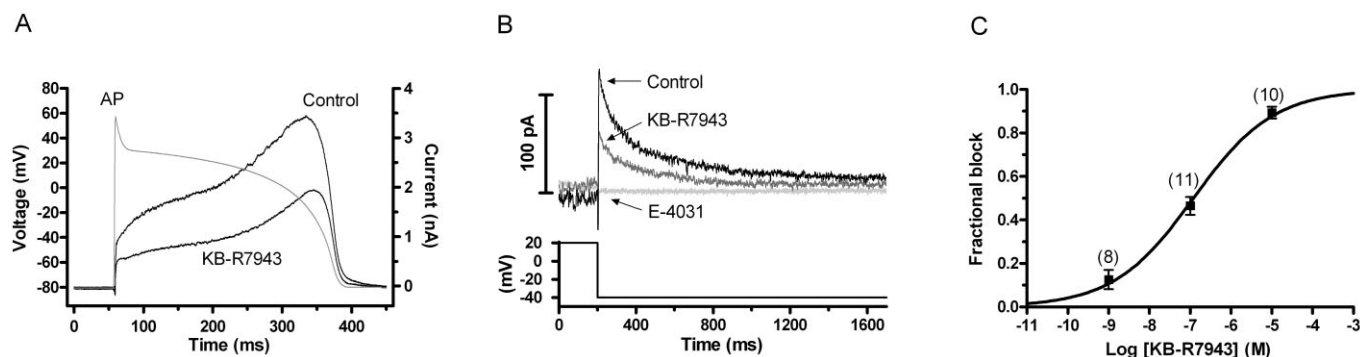 A
AP
Control
KB-R7943
Voltage (mV)
80
60
40
20
0
-20
-40
-60
-80
Current (nA)
4
3
2
1
0
0
100
200
300
400
Time (ms)
B
Control
KB-R7943
E-4031
100 pA
(mV)
20
0
-20
-40
0
400
800
1200
1600
Time (ms)
C
Fractional block
1.0
0.8
0.6
0.4
0.2
0.0
(8)
(11)
(10)
-11
-10
-9
-8
-7
-6
-5
-4
-3
Log [KB-R7943] (M)